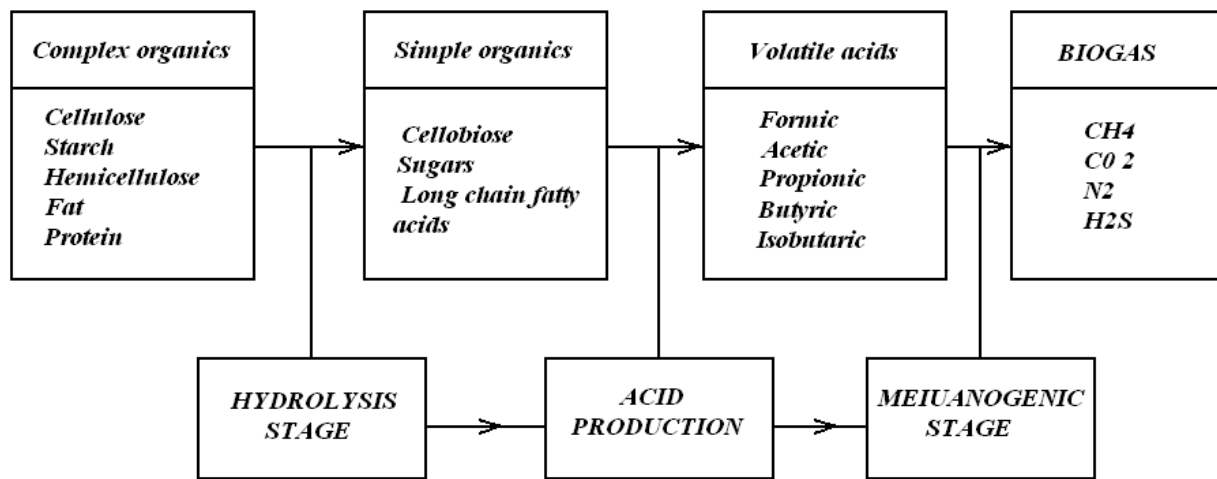 Complex organics
Cellulose
Starch
Hemicellulose
Fat
Protein
Simple organics
Cellobiose
Sugars
Long chain fatty
acids
Volatile acids
Formic
Acetic
Propionic
Butyric
Isobutaric
BIOGAS
CH4
C0 2
N2
H2S
HYDROLYSIS
STAGE
ACID
PRODUCTION
MEIUANOGENIC
STAGE